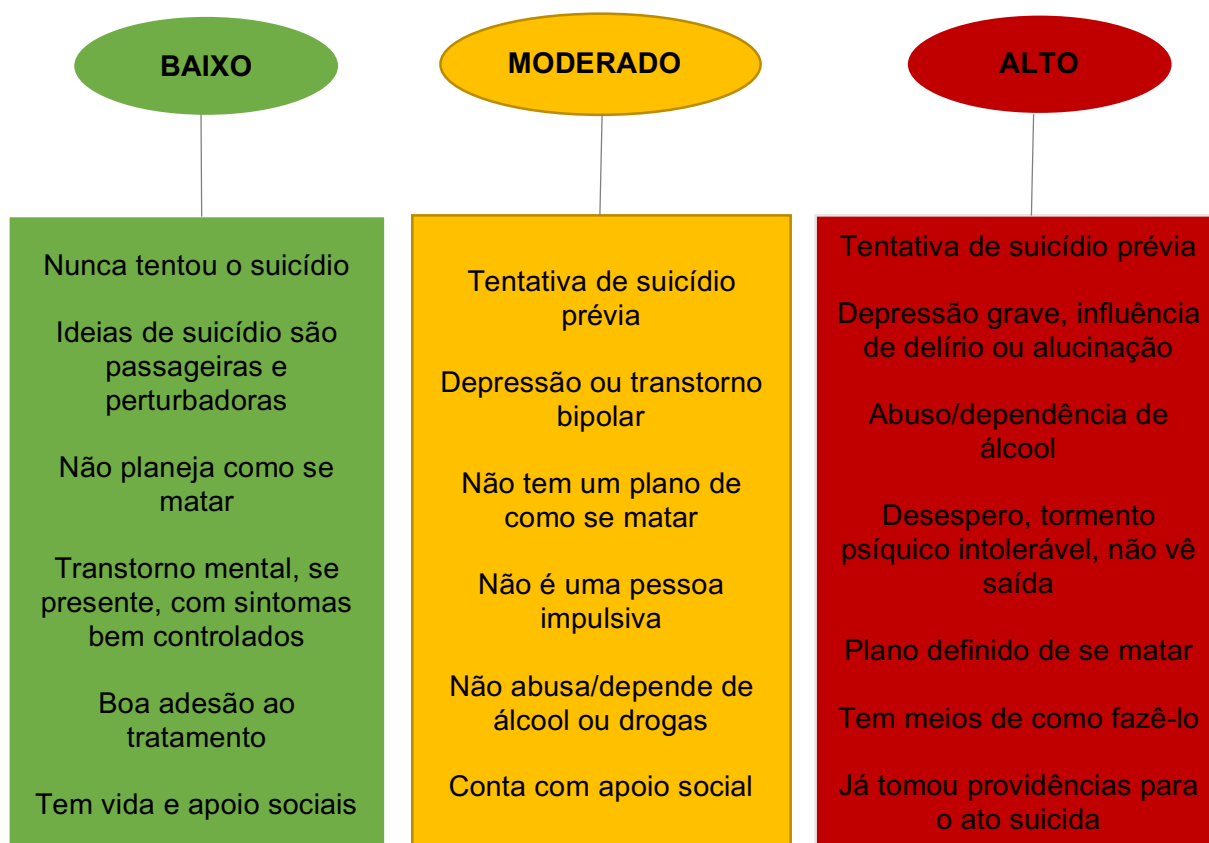 BAIXO
Nunca tentou o suicídio
Ideias de suicídio são
passageiras e
perturbadoras
Não planeja como se
matar
Transtorno mental, se
presente, com sintomas
bem controlados
Boa adesão ao
tratamento
Tem vida e apoio sociais
MODERADO
Tentativa de suicídio
prévia
Depressão ou transtorno
bipolar
Não tem um plano de
como se matar
Não é uma pessoa
impulsiva
Não abusa/depende de
álcool ou drogas
Conta com apoio social
ALTO
Tentativa de suicídio prévia
Depressão grave, influência
de delírio ou alucinação
Abuso/dependência de
álcool
Desespero, tormento
psíquico intolerável, não vê
saída
Plano definido de se matar
Tem meios de como fazê-lo
Já tomou providências para
o ato suicida